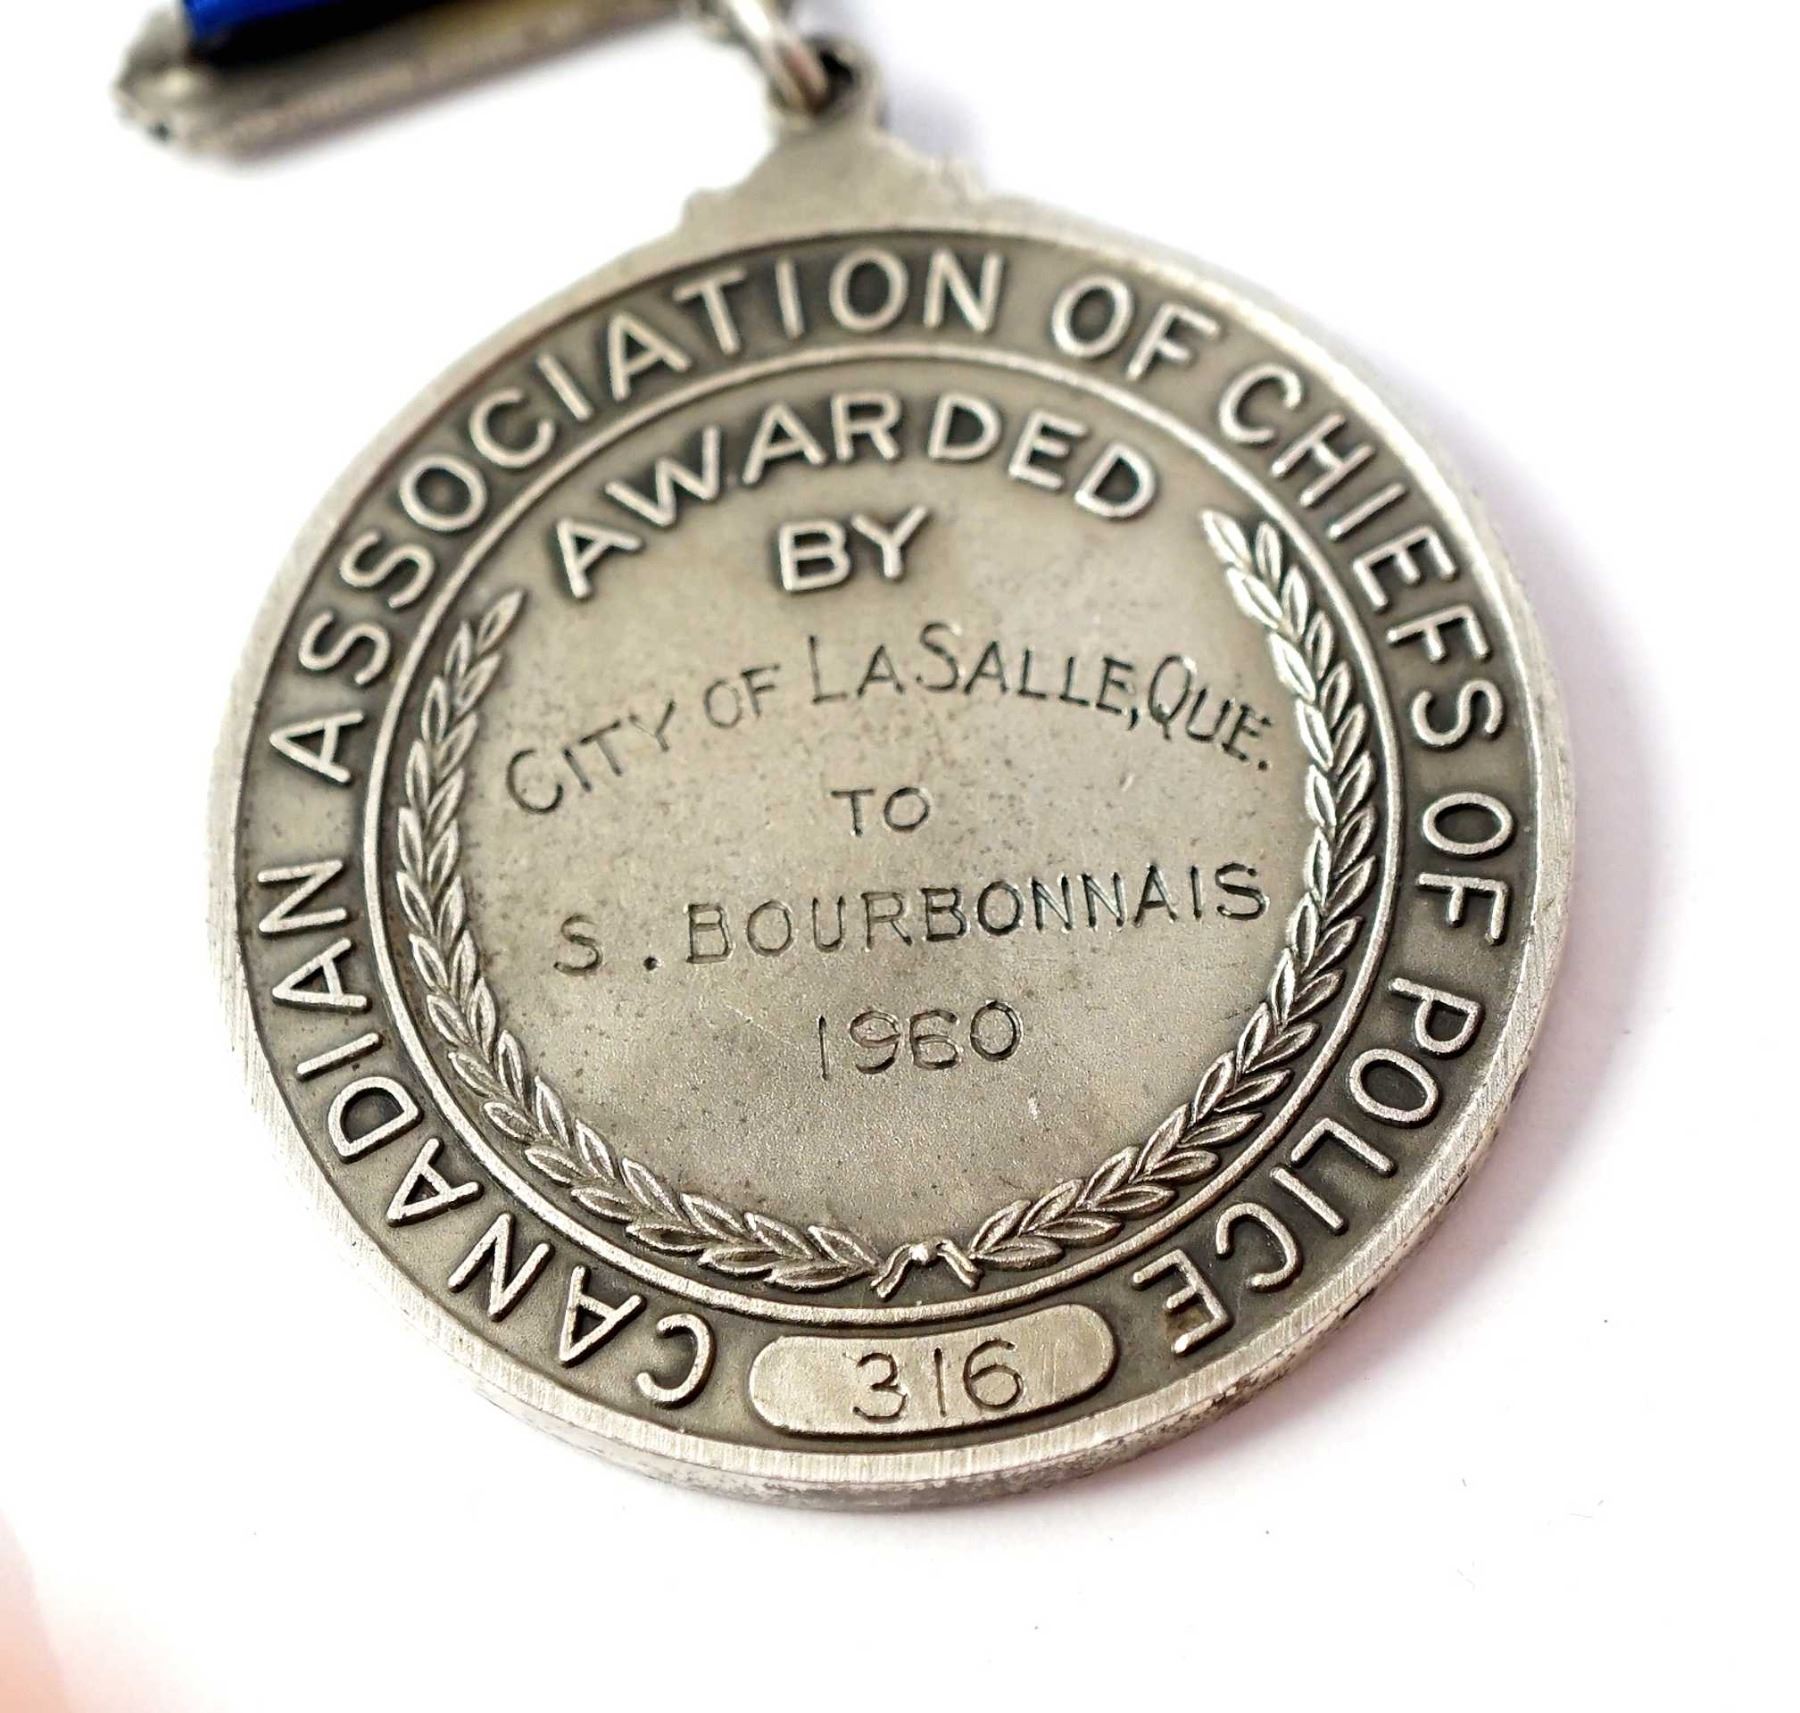 CANADIAN ASSOCIATION OF CHIEFS OF POLICE
AWARDED
BY
CITY OF LASALLE, QUE.
TO
S. BOURBONNAIS
1960
316